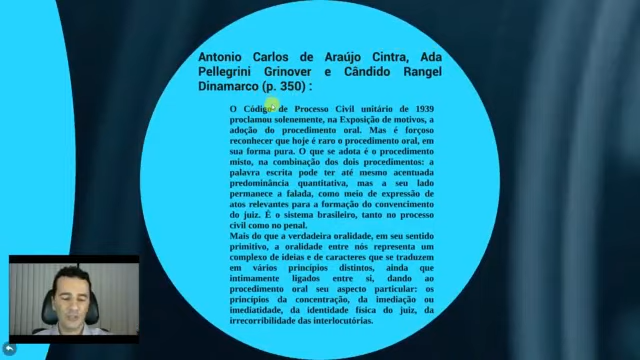 Antonio Carlos de Araújo Cintra, Ada
Pellegrini Grinover e Cândido Rangel
Dinamarco (p. 350) :
O Código de Processo Civil unitário de 1939
proclamou solenemente, na Exposição de motivos, a
adoção do procedimento oral. Mas é forçoso
reconhecer que hoje é raro o procedimento oral, em
sua forma pura. O que se adota é o procedimento
misto, na combinação dos dois procedimentos: a
palavra escrita pode ter até mesmo acentuada
predominância quantitativa, mas a seu lado
permanece a falada, como meio de expressão de
atos relevantes para a formação do convencimento
do juiz. É o sistema brasileiro, tanto no processo
civil como no penal.
Mais do que a verdadeira oralidade, em seu sentido
primitivo, a oralidade entre nós representa um
complexo de ideias e de caracteres que se traduzem
em vários princípios distintos, ainda que
intimamente ligados entre si, dando ao
procedimento oral seu aspecto particular: os
princípios da concentração, da imediação ou
imediatidade, da identidade física do juiz, da
irrecorribilidade das interlocutórias.